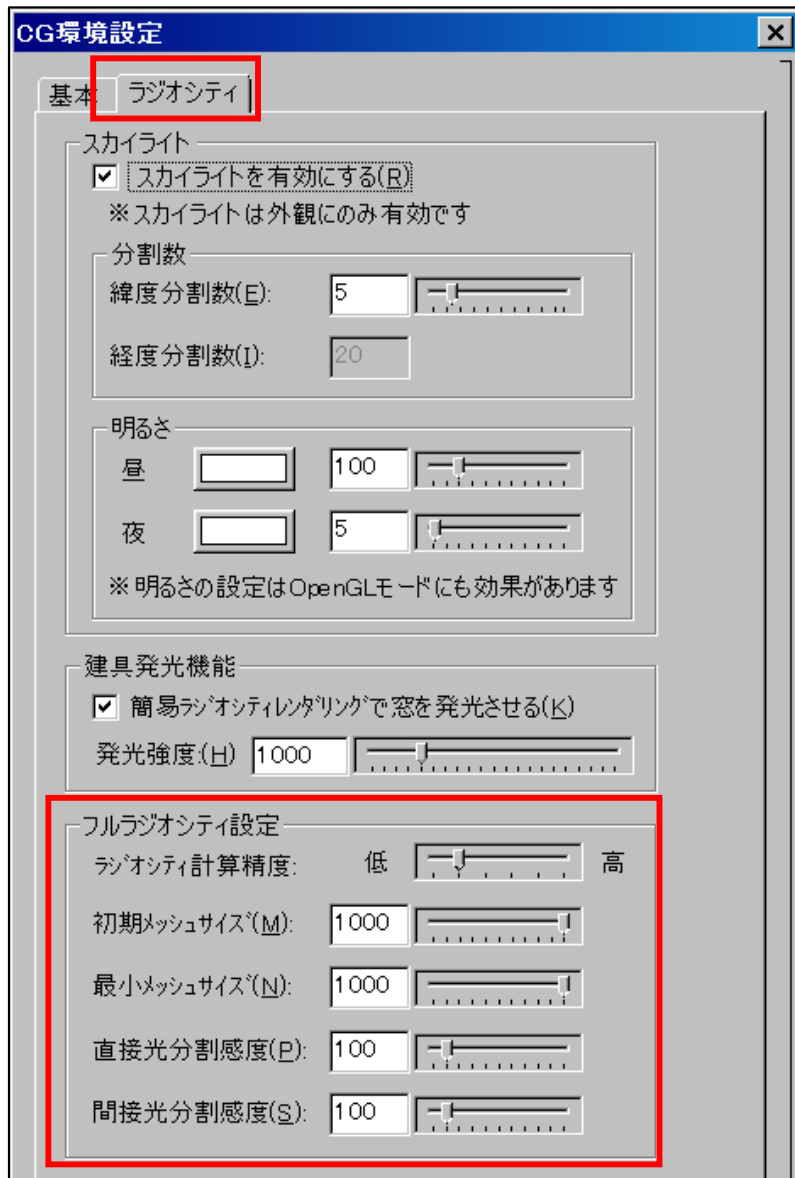 CG環境設定
基本 ラジオシティ
スカイライト
スカイライトを有効にする(R)
※スカイライトは外観にのみ有効です
分割数
緯度分割数(E): 5
経度分割数(I): 20
明るさ
昼 100
夜 5
※明るさの設定はOpenGLモードにも効果があります
建具発光機能
簡易ﾗｼﾞｵｼﾃｨﾚﾝﾀﾞﾘﾝｸﾞで窓を発光させる(K)
発光強度:(H) 1000
フルラジオシティ設定
ﾗｼﾞｵｼﾃｨ計算精度: 低 高
初期ﾒｯｼｭｻｲｽﾞ(M): 1000
最小ﾒｯｼｭｻｲｽﾞ(N): 1000
直接光分割感度(P): 100
間接光分割感度(S): 100